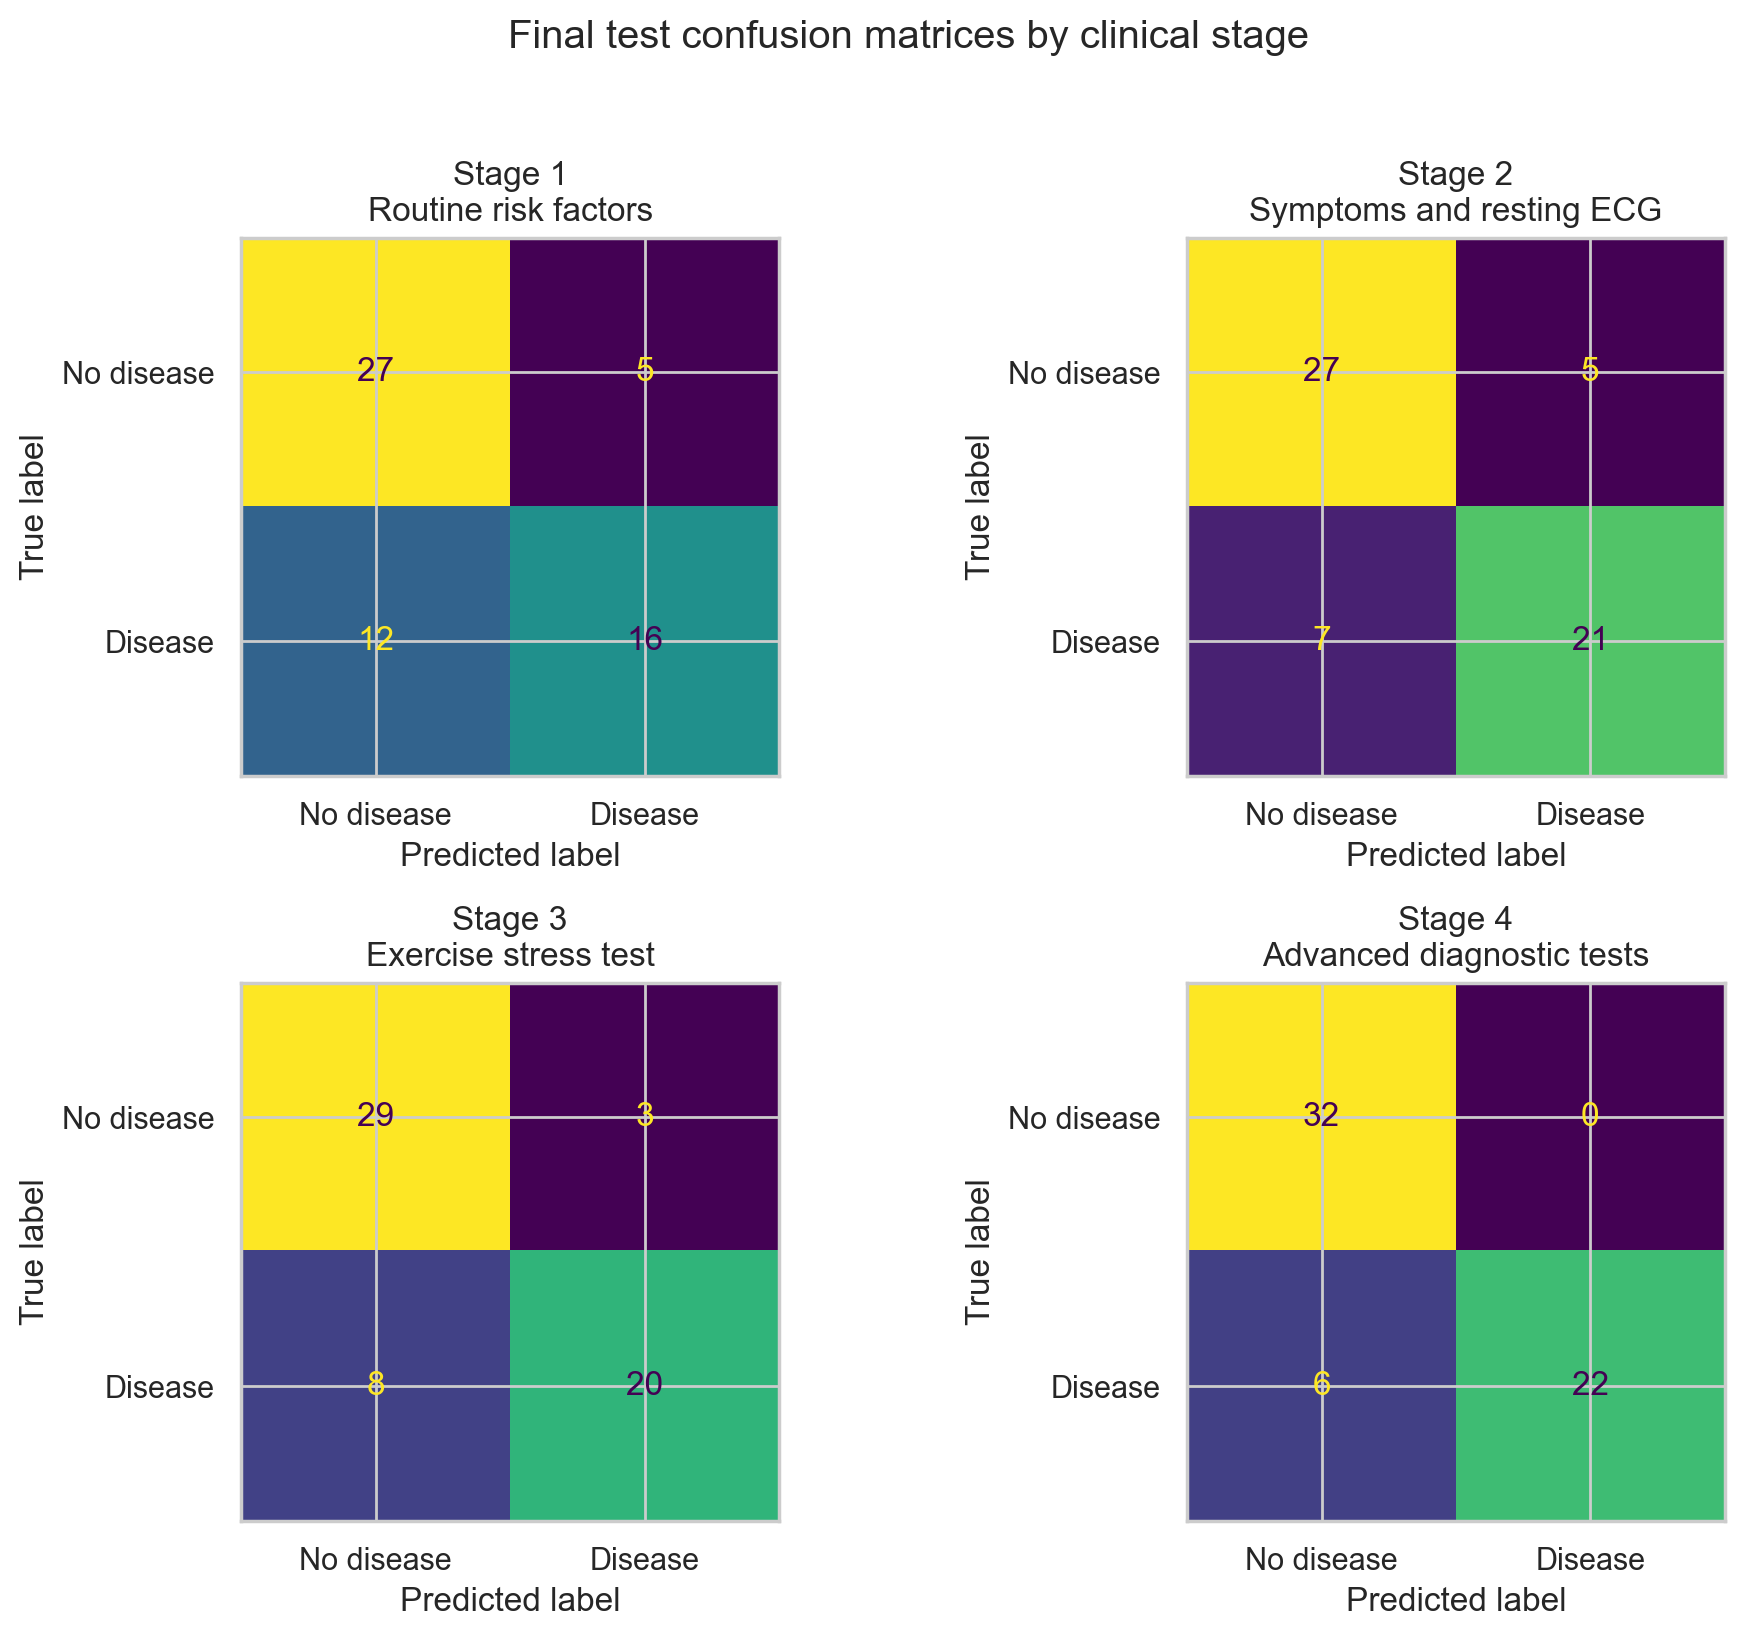 Final test confusion matrices by clinical stage
Stage 1
Routine risk factors
True label
No disease
27
5
Disease
12
16
No disease
Disease
Predicted label
Stage 2
Symptoms and resting ECG
True label
No disease
27
5
Disease
7
21
No disease
Disease
Predicted label
Stage 3
Exercise stress test
True label
No disease
29
3
Disease
8
20
No disease
Disease
Predicted label
Stage 4
Advanced diagnostic tests
True label
No disease
32
0
Disease
6
22
No disease
Disease
Predicted label